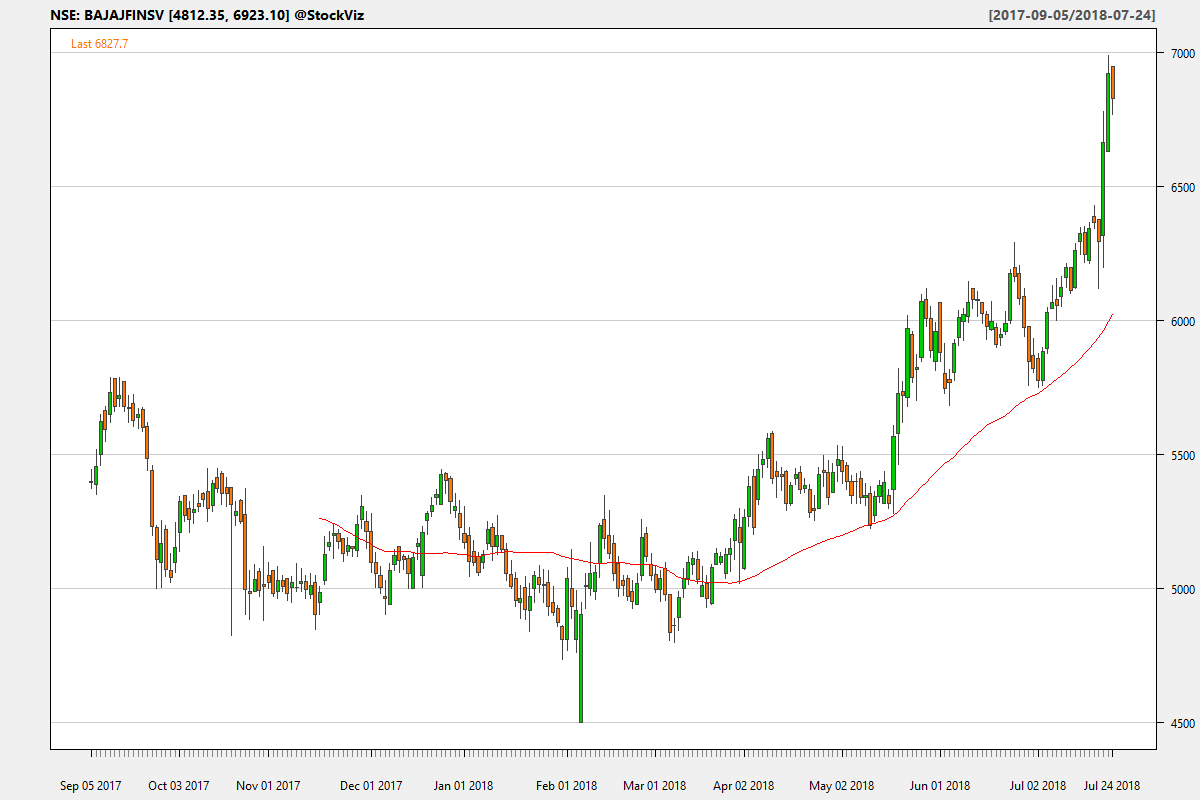 NSE: BAJAJFINSV [4812.35, 6923.10] @StockViz
[2017-09-05/2018-07-24]
Last 6827.7
7000
6500
6000
5500
5000
4500
Sep 05 2017 Oct 03 2017 Nov 01 2017 Dec 01 2017 Jan 01 2018 Feb 01 2018 Mar 01 2018 Apr 02 2018 May 02 2018 Jun 01 2018 Jul 02 2018 Jul 24 2018